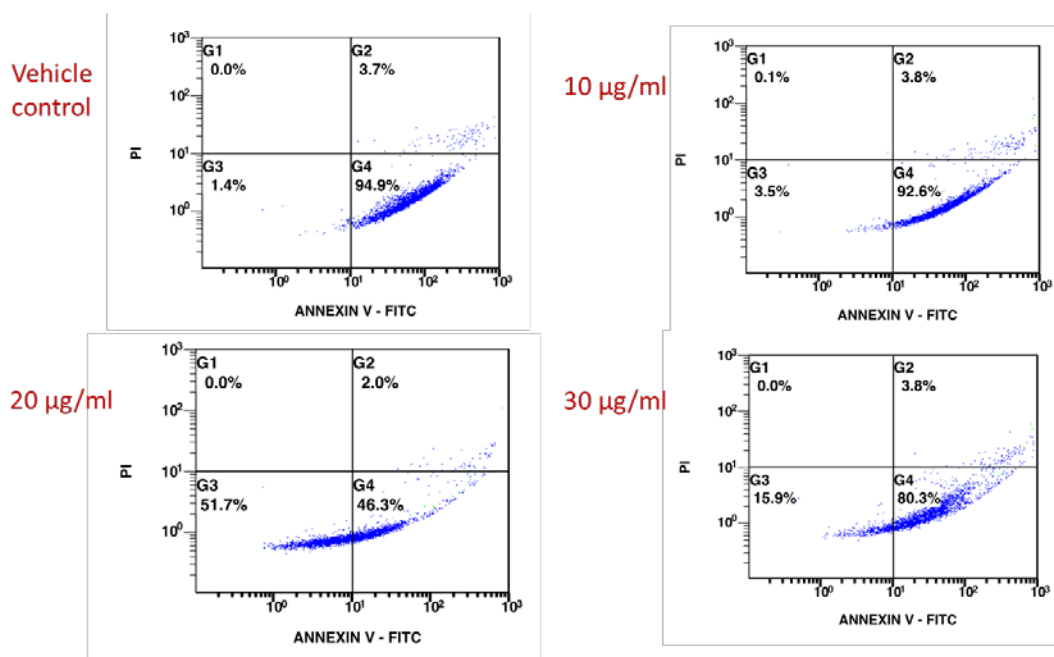 Vehicle
control
10³
10²
10¹
10⁰
PI
G1
0.0%
G2
3.7%
G3
1.4%
G4
94.9%
10⁰ 10¹ 10² 10³
ANNEXIN V - FITC
10 µg/ml
10³
10²
10¹
10⁰
PI
G1
0.1%
G2
3.8%
G3
3.5%
G4
92.6%
10⁰ 10¹ 10² 10³
ANNEXIN V - FITC
20 µg/ml
10³
10²
10¹
10⁰
PI
G1
0.0%
G2
2.0%
G3
51.7%
G4
46.3%
10⁰ 10¹ 10² 10³
ANNEXIN V - FITC
30 µg/ml
10³
10²
10¹
10⁰
PI
G1
0.0%
G2
3.8%
G3
15.9%
G4
80.3%
10⁰ 10¹ 10² 10³
ANNEXIN V - FITC